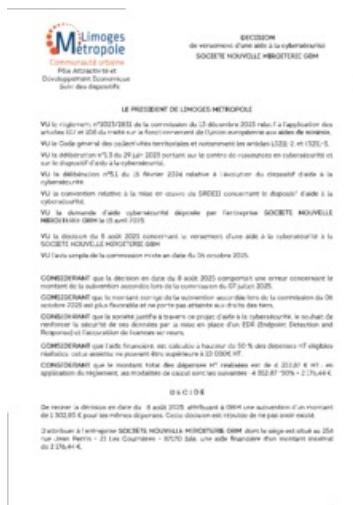 Limoges
Métropole
Communauté urbaine
Pôle Attractivité et
Développement Economique
Suivi des dispositifs
DECISION
de versement d'une aide à la cybersécurité
SOCIETE NOUVELLE MIROITERIE GBM
LE PRESIDENT DE LIMOGES METROPOLE
VU le règlement n°2023/2831 de la commission du 13 décembre 2023 relatif à l'application des
articles 107 et 108 du traité sur le fonctionnement de l'Union européenne aux aides de minimis,
VU le Code général des collectivités territoriales et notamment les articles
VU la délibération du 29 juin 2023 portant sur le centre de ressources en cybersécurité et
sur le dispositif d'aide à la cybersécurité,
VU la délibération du 15 février 2024 relative à l'évolution du dispositif d'aide à la
cybersécurité,
VU la convention relative à la mise en œuvre du SRDEII concernant le dispositif d'aide à la
cybersécurité,
VU la demande d'aide cybersécurité déposée par l'entreprise SOCIETE NOUVELLE
MIROITERIE GBM le 15 avril 2025,
VU la décision du 8 août 2025 concernant le versement d'une aide à la cybersécurité à la
SOCIETE NOUVELLE MIROITERIE GBM
VU l'avis simple de la commission mixte en date du 06 octobre 2025,
CONSIDERANT que la décision en date du 8 août 2025 comportait une erreur concernant le
montant de la subvention accordée lors de la commission du 07 juillet 2025,
CONSIDERANT que le montant corrigé de la subvention accordée lors de la commission du 06
octobre 2025 est plus favorable et ne porte pas atteinte aux droits des tiers,
CONSIDERANT que la société justifie à travers ce projet d'aide à la cybersécurité, le souhait de
renforcer la sécurité de ses données par la mise en place d'un EDR (Endpoint Detection and
Response) et l'acquisition de licences serveurs,
CONSIDERANT que l'aide financière, est calculée à hauteur de 50 % des dépenses HT éligibles
réalisées, cette assiette ne pouvant être supérieure à 10 000€ HT,
CONSIDERANT que le montant total des dépenses HT réalisées est de HT ; en
application du règlement, les modalités de calcul sont les suivantes : 4 352,87 *50% = 2 176,44 €,
DECIDE
De retirer la décision en date du 8 août 2025 attribuant à GBM une subvention d'un montant
de pour les mêmes dépenses. Cette décision est réputée de ne pas avoir existé.
D'attribuer à l'entreprise SOCIETE NOUVELLE MIROITERIE GBM dont le siège est situé au
rue Jean Perrin - ZI Les Courrières - 87170 Isle, une aide financière d'un montant maximal
de 2 176,44 €.